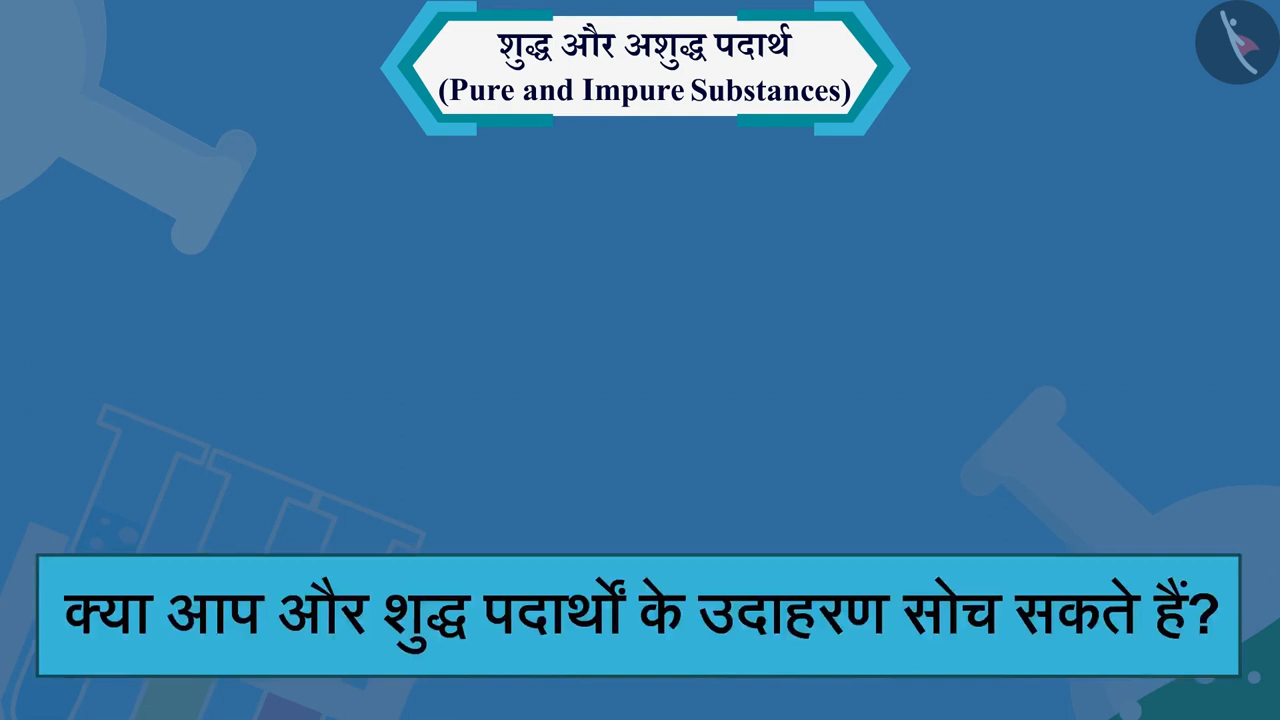 शुद्ध और अशुद्ध पदार्थ
(Pure and Impure Substances)
क्या आप और शुद्ध पदार्थों के उदाहरण सोच सकते हैं?